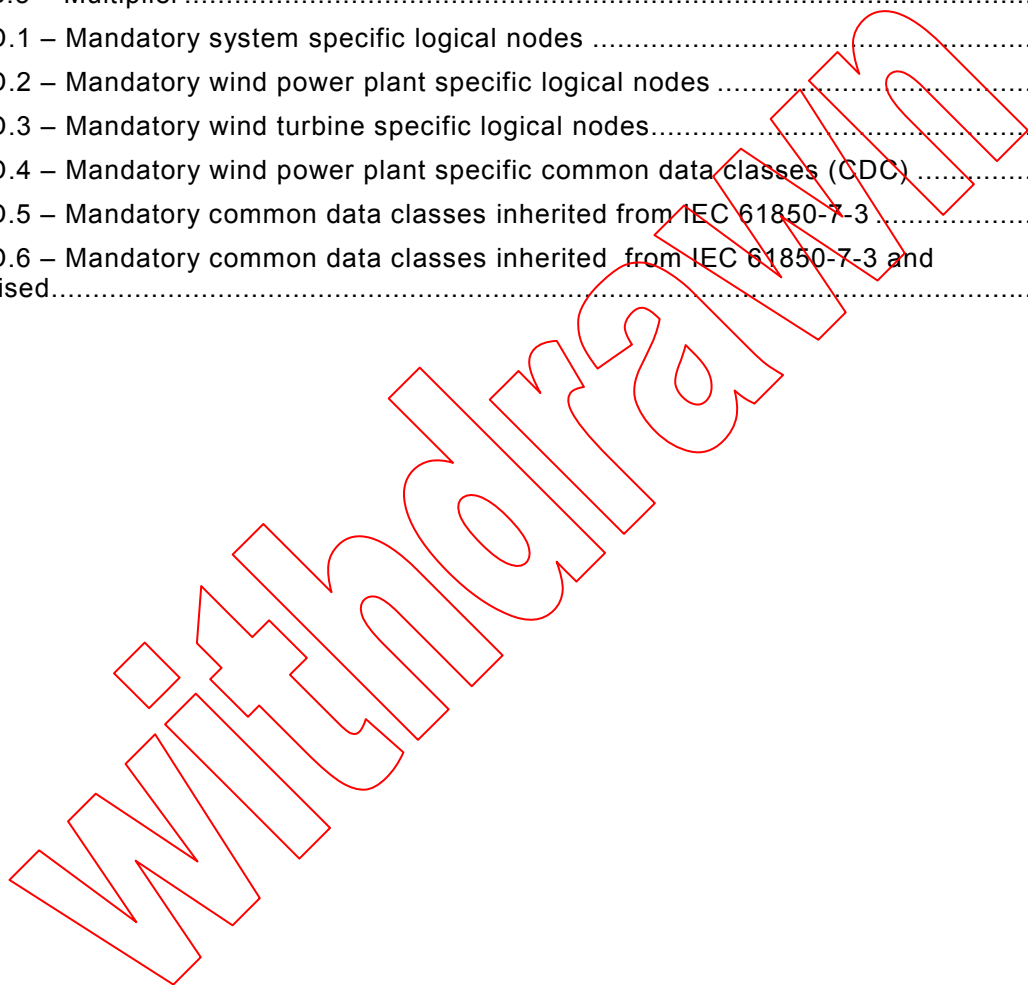 Multiplier
D.1 – Mandatory system specific logical nodes
D.2 – Mandatory wind power plant specific logical nodes
D.3 – Mandatory wind turbine specific logical nodes
D.4 – Mandatory wind power plant specific common data classes (CDC)
D.5 – Mandatory common data classes inherited from IEC 61850-7-3
D.6 – Mandatory common data classes inherited from IEC 61850-7-3 and
ised
withdrawn